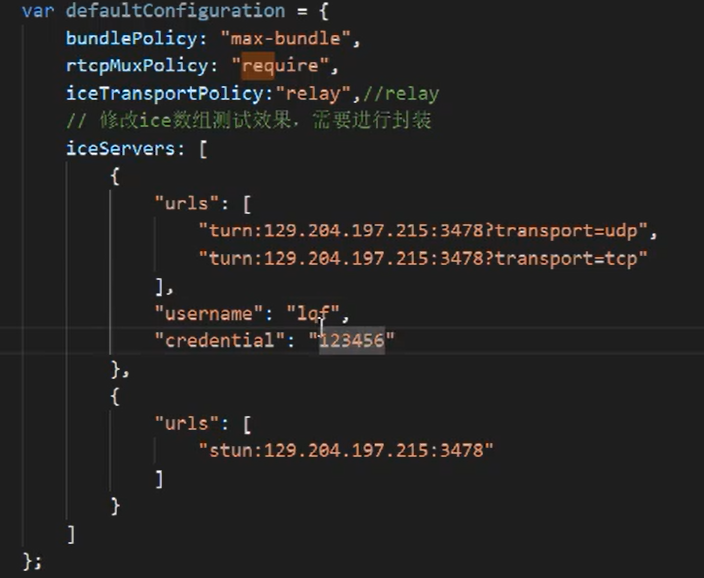 var defaultConfiguration = {
bundlePolicy: "max-bundle",
rtcpMuxPolicy: "require",
iceTransportPolicy:"relay",//relay
// 修改ice数组测试效果，需要进行封装
iceServers: [
{
"urls": [
"turn:129.204.197.215:3478?transport=udp",
"turn:129.204.197.215:3478?transport=tcp"
],
"username": "lqf",
"credential": "123456"
},
{
"urls": [
"stun:129.204.197.215:3478"
]
}
]
};